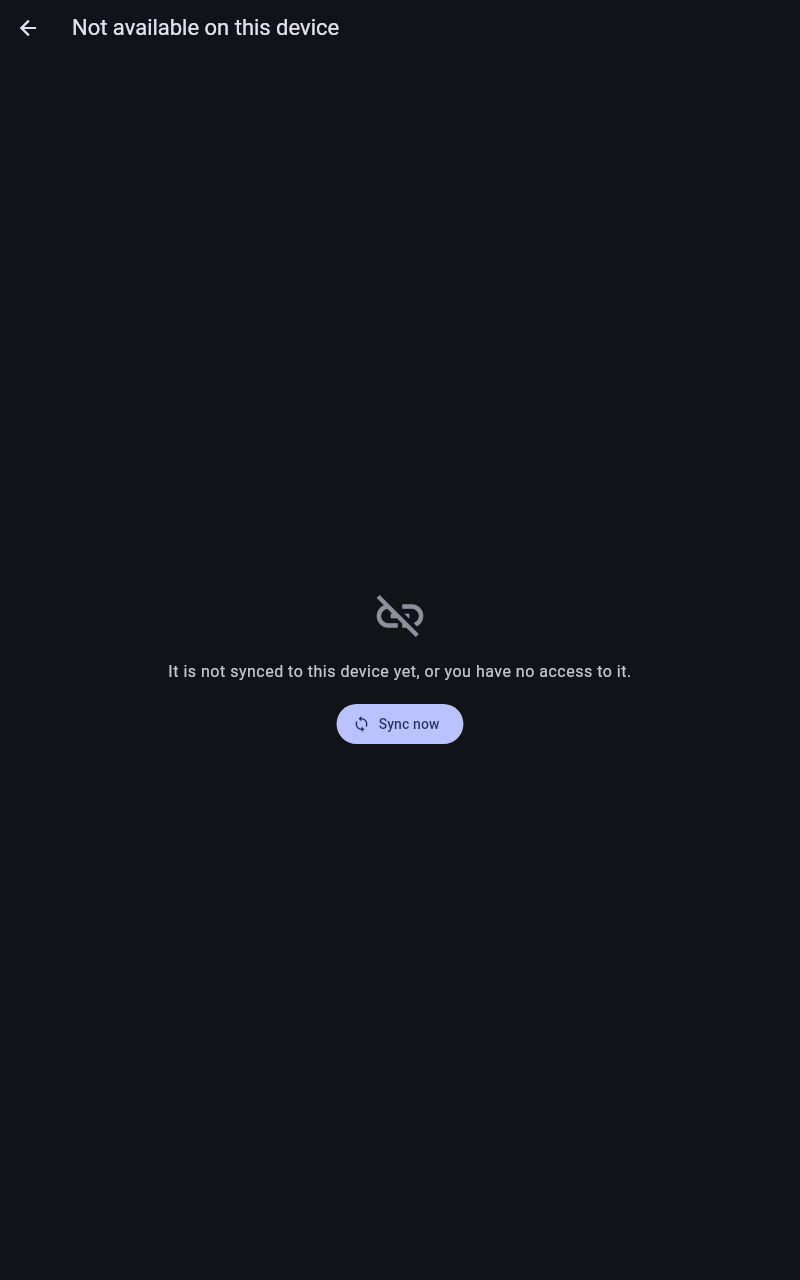 Not available on this device
It is not synced to this device yet, or you have no access to it.
Sync now